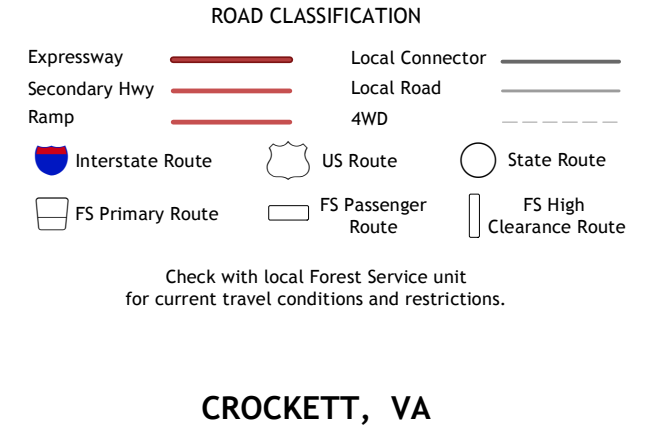 ROAD CLASSIFICATION
Expressway
Local Connector
Secondary Hwy
Local Road
Ramp
4WD
Interstate Route
US Route
State Route
FS Primary Route
FS Passenger
Route
FS High
Clearance Route
Check with local Forest Service unit
for current travel conditions and restrictions.
CROCKETT, VA